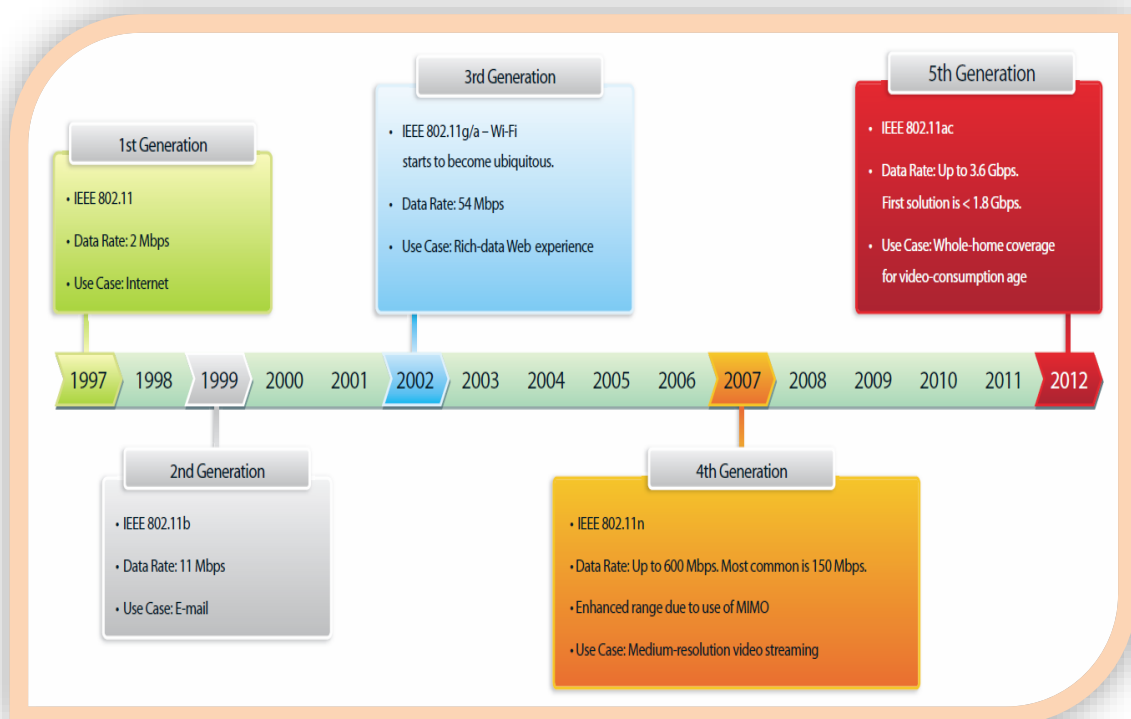 3rd Generation
• IEEE 802.11g/a – Wi-Fi
starts to become ubiquitous.
• Data Rate: 54 Mbps
• Use Case: Rich-data Web experience
5th Generation
• IEEE 802.11ac
• Data Rate: Up to 3.6 Gbps.
First solution is < 1.8 Gbps.
• Use Case: Whole-home coverage
for video-consumption age
1st Generation
• IEEE 802.11
• Data Rate: 2 Mbps
• Use Case: Internet
1997 1998 1999 2000 2001 2002 2003 2004 2005 2006 2007 2008 2009 2010 2011 2012
2nd Generation
• IEEE 802.11b
• Data Rate: 11 Mbps
• Use Case: E-mail
4th Generation
• IEEE 802.11n
• Data Rate: Up to 600 Mbps. Most common is 150 Mbps.
• Enhanced range due to use of MIMO
• Use Case: Medium-resolution video streaming